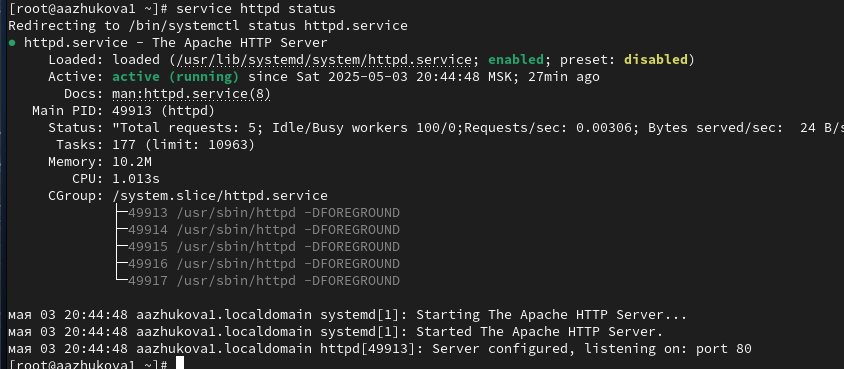 [root@aazhukova1 ~]# service httpd status
Redirecting to /bin/systemctl status httpd.service
● httpd.service - The Apache HTTP Server
     Loaded: loaded (/usr/lib/systemd/system/httpd.service; enabled; preset: disabled)
     Active: active (running) since Sat 2025-05-03 20:44:48 MSK; 27min ago
       Docs: man:httpd.service(8)
   Main PID: 49913 (httpd)
     Status: "Total requests: 5; Idle/Busy workers 100/0;Requests/sec: 0.00306; Bytes served/sec:  24 B/s
      Tasks: 177 (limit: 10963)
     Memory: 10.2M
        CPU: 1.013s
     CGroup: /system.slice/httpd.service
             ├─49913 /usr/sbin/httpd -DFOREGROUND
             ├─49914 /usr/sbin/httpd -DFOREGROUND
             ├─49915 /usr/sbin/httpd -DFOREGROUND
             ├─49916 /usr/sbin/httpd -DFOREGROUND
             └─49917 /usr/sbin/httpd -DFOREGROUND

мая 03 20:44:48 aazhukova1.localdomain systemd[1]: Starting The Apache HTTP Server...
мая 03 20:44:48 aazhukova1.localdomain systemd[1]: Started The Apache HTTP Server.
мая 03 20:44:48 aazhukova1.localdomain httpd[49913]: Server configured, listening on: port 80
[root@aazhukova1 ~]#